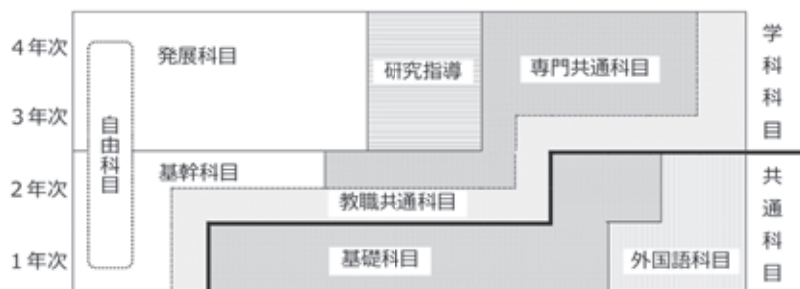 4年次
3年次
2年次
1年次
自由科目
発展科目
研究指導
専門共通科目
基幹科目
教職共通科目
基礎科目
外国語科目
学科科目
共通科目